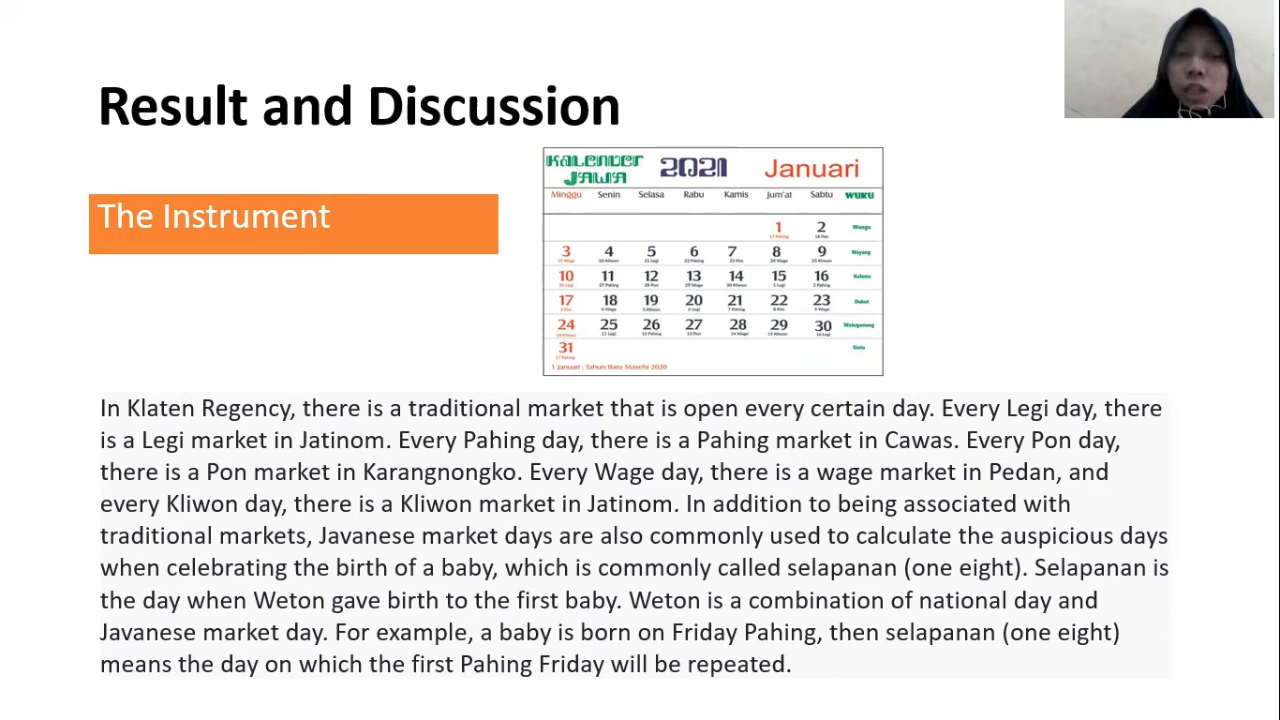 Result and Discussion
The Instrument
KALENDER JAWA 2021 Januari
Minggu Senin Selasa Rabu Kamis Jum'at Sabtu WUKU
1 2
17 Pahing 18 Pon
3 4 5 6 7 8 9 Wayang
10 11 12 13 14 15 16 Kulawu
17 18 19 20 21 22 23 Dukut
24 25 26 27 28 29 30 Watugunung
31 Sinta
17 Pahing
1 Januari : Tahun Baru Masehi 2020
In Klaten Regency, there is a traditional market that is open every certain day. Every Legi day, there
is a Legi market in Jatinom. Every Pahing day, there is a Pahing market in Cawas. Every Pon day,
there is a Pon market in Karangnongko. Every Wage day, there is a wage market in Pedan, and
every Kliwon day, there is a Kliwon market in Jatinom. In addition to being associated with
traditional markets, Javanese market days are also commonly used to calculate the auspicious days
when celebrating the birth of a baby, which is commonly called selapanan (one eight). Selapanan is
the day when Weton gave birth to the first baby. Weton is a combination of national day and
Javanese market day. For example, a baby is born on Friday Pahing, then selapanan (one eight)
means the day on which the first Pahing Friday will be repeated.